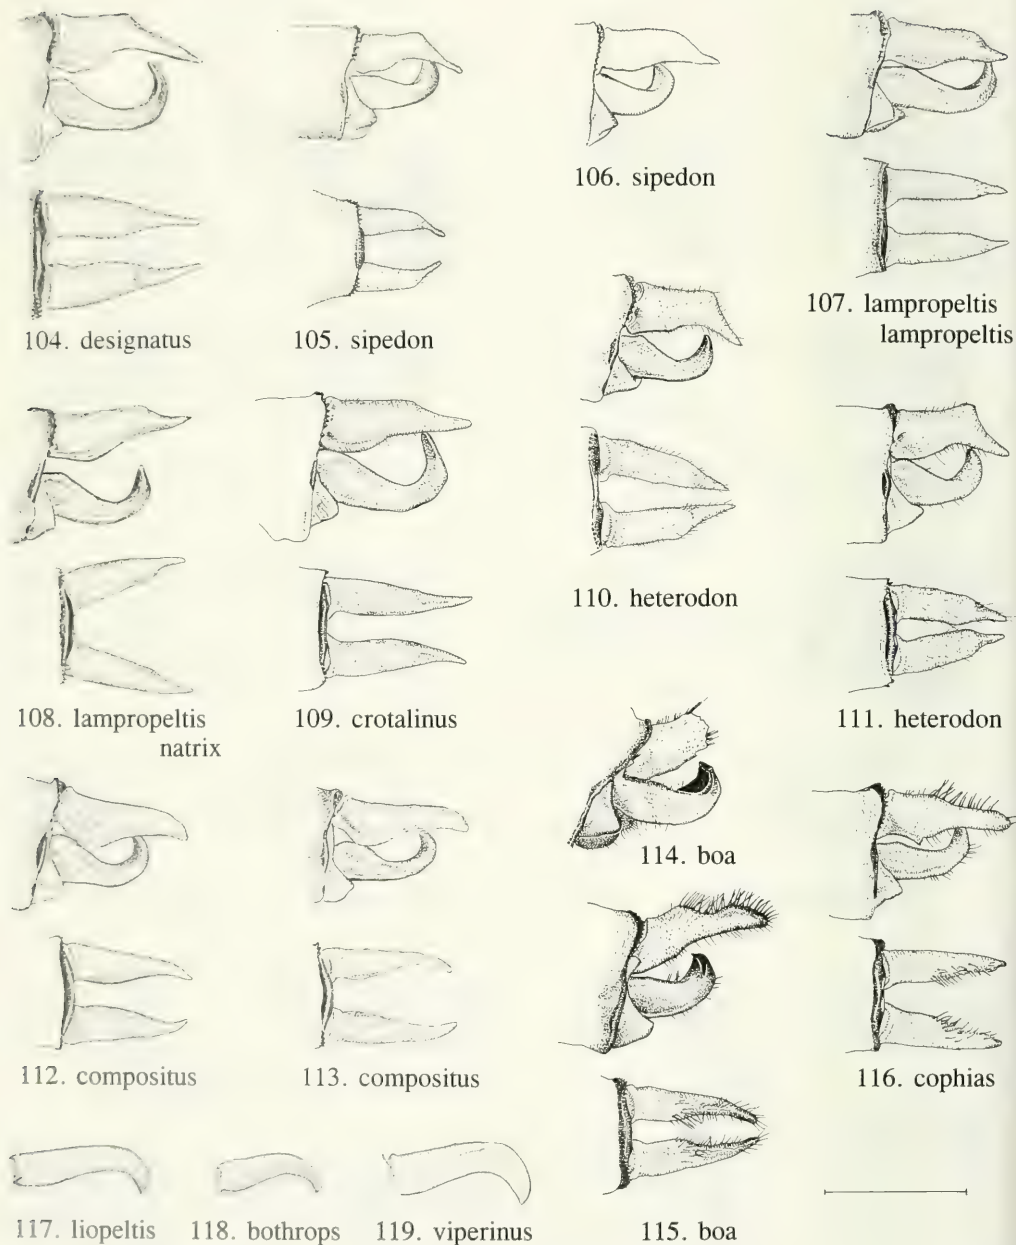 104. designatus
105. sipedon
106. sipedon
107. lampropeltis
lampropeltis
108. lampropeltis
natrix
109. crotalinus
110. heterodon
111. heterodon
112. compositus
113. compositus
114. boa
115. boa
116. cophias
117. liopeltis
118. bothrops
119. viperinus